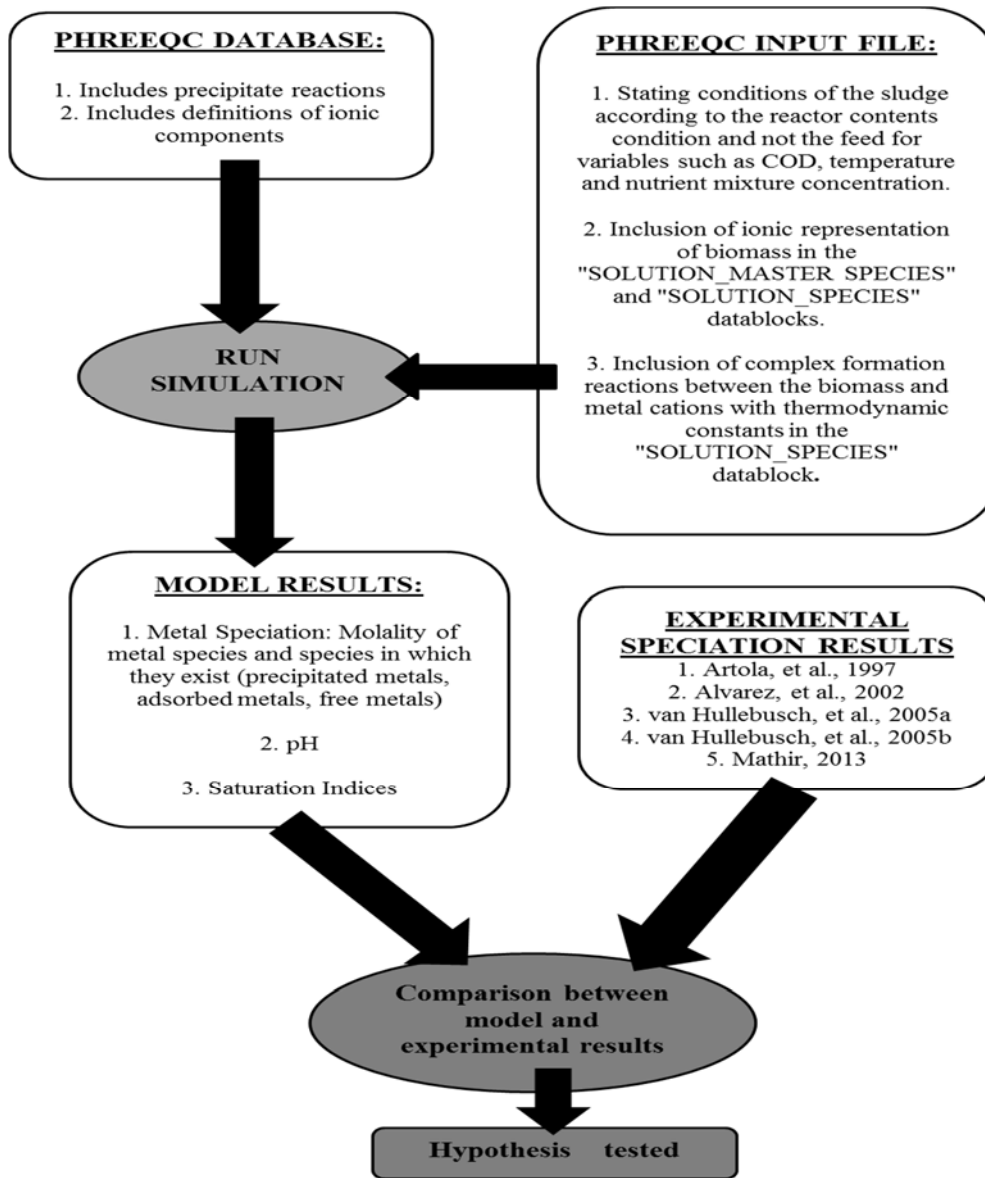 PHREEQC DATABASE:
1. Includes precipitate reactions
2. Includes definitions of ionic
components
PHREEQC INPUT FILE:
1. Stating conditions of the sludge
according to the reactor contents
condition and not the feed for
variables such as COD, temperature
and nutrient mixture concentration.
2. Inclusion of ionic representation
of biomass in the
"SOLUTION_MASTER SPECIES"
and "SOLUTION_SPECIES"
datablocks.
3. Inclusion of complex formation
reactions between the biomass and
metal cations with thermodynamic
constants in the
"SOLUTION_SPECIES"
datablock.
RUN
SIMULATION
MODEL RESULTS:
1. Metal Speciation: Molality of
metal species and species in which
they exist (precipitated metals,
adsorbed metals, free metals)
2. pH
3. Saturation Indices
EXPERIMENTAL
SPECIATION RESULTS
1. Artola, et al., 1997
2. Alvarez, et al., 2002
3. van Hullebusch, et al., 2005a
4. van Hullebusch, et al., 2005b
5. Mathir, 2013
Comparison between
model and
experimental results
Hypothesis tested